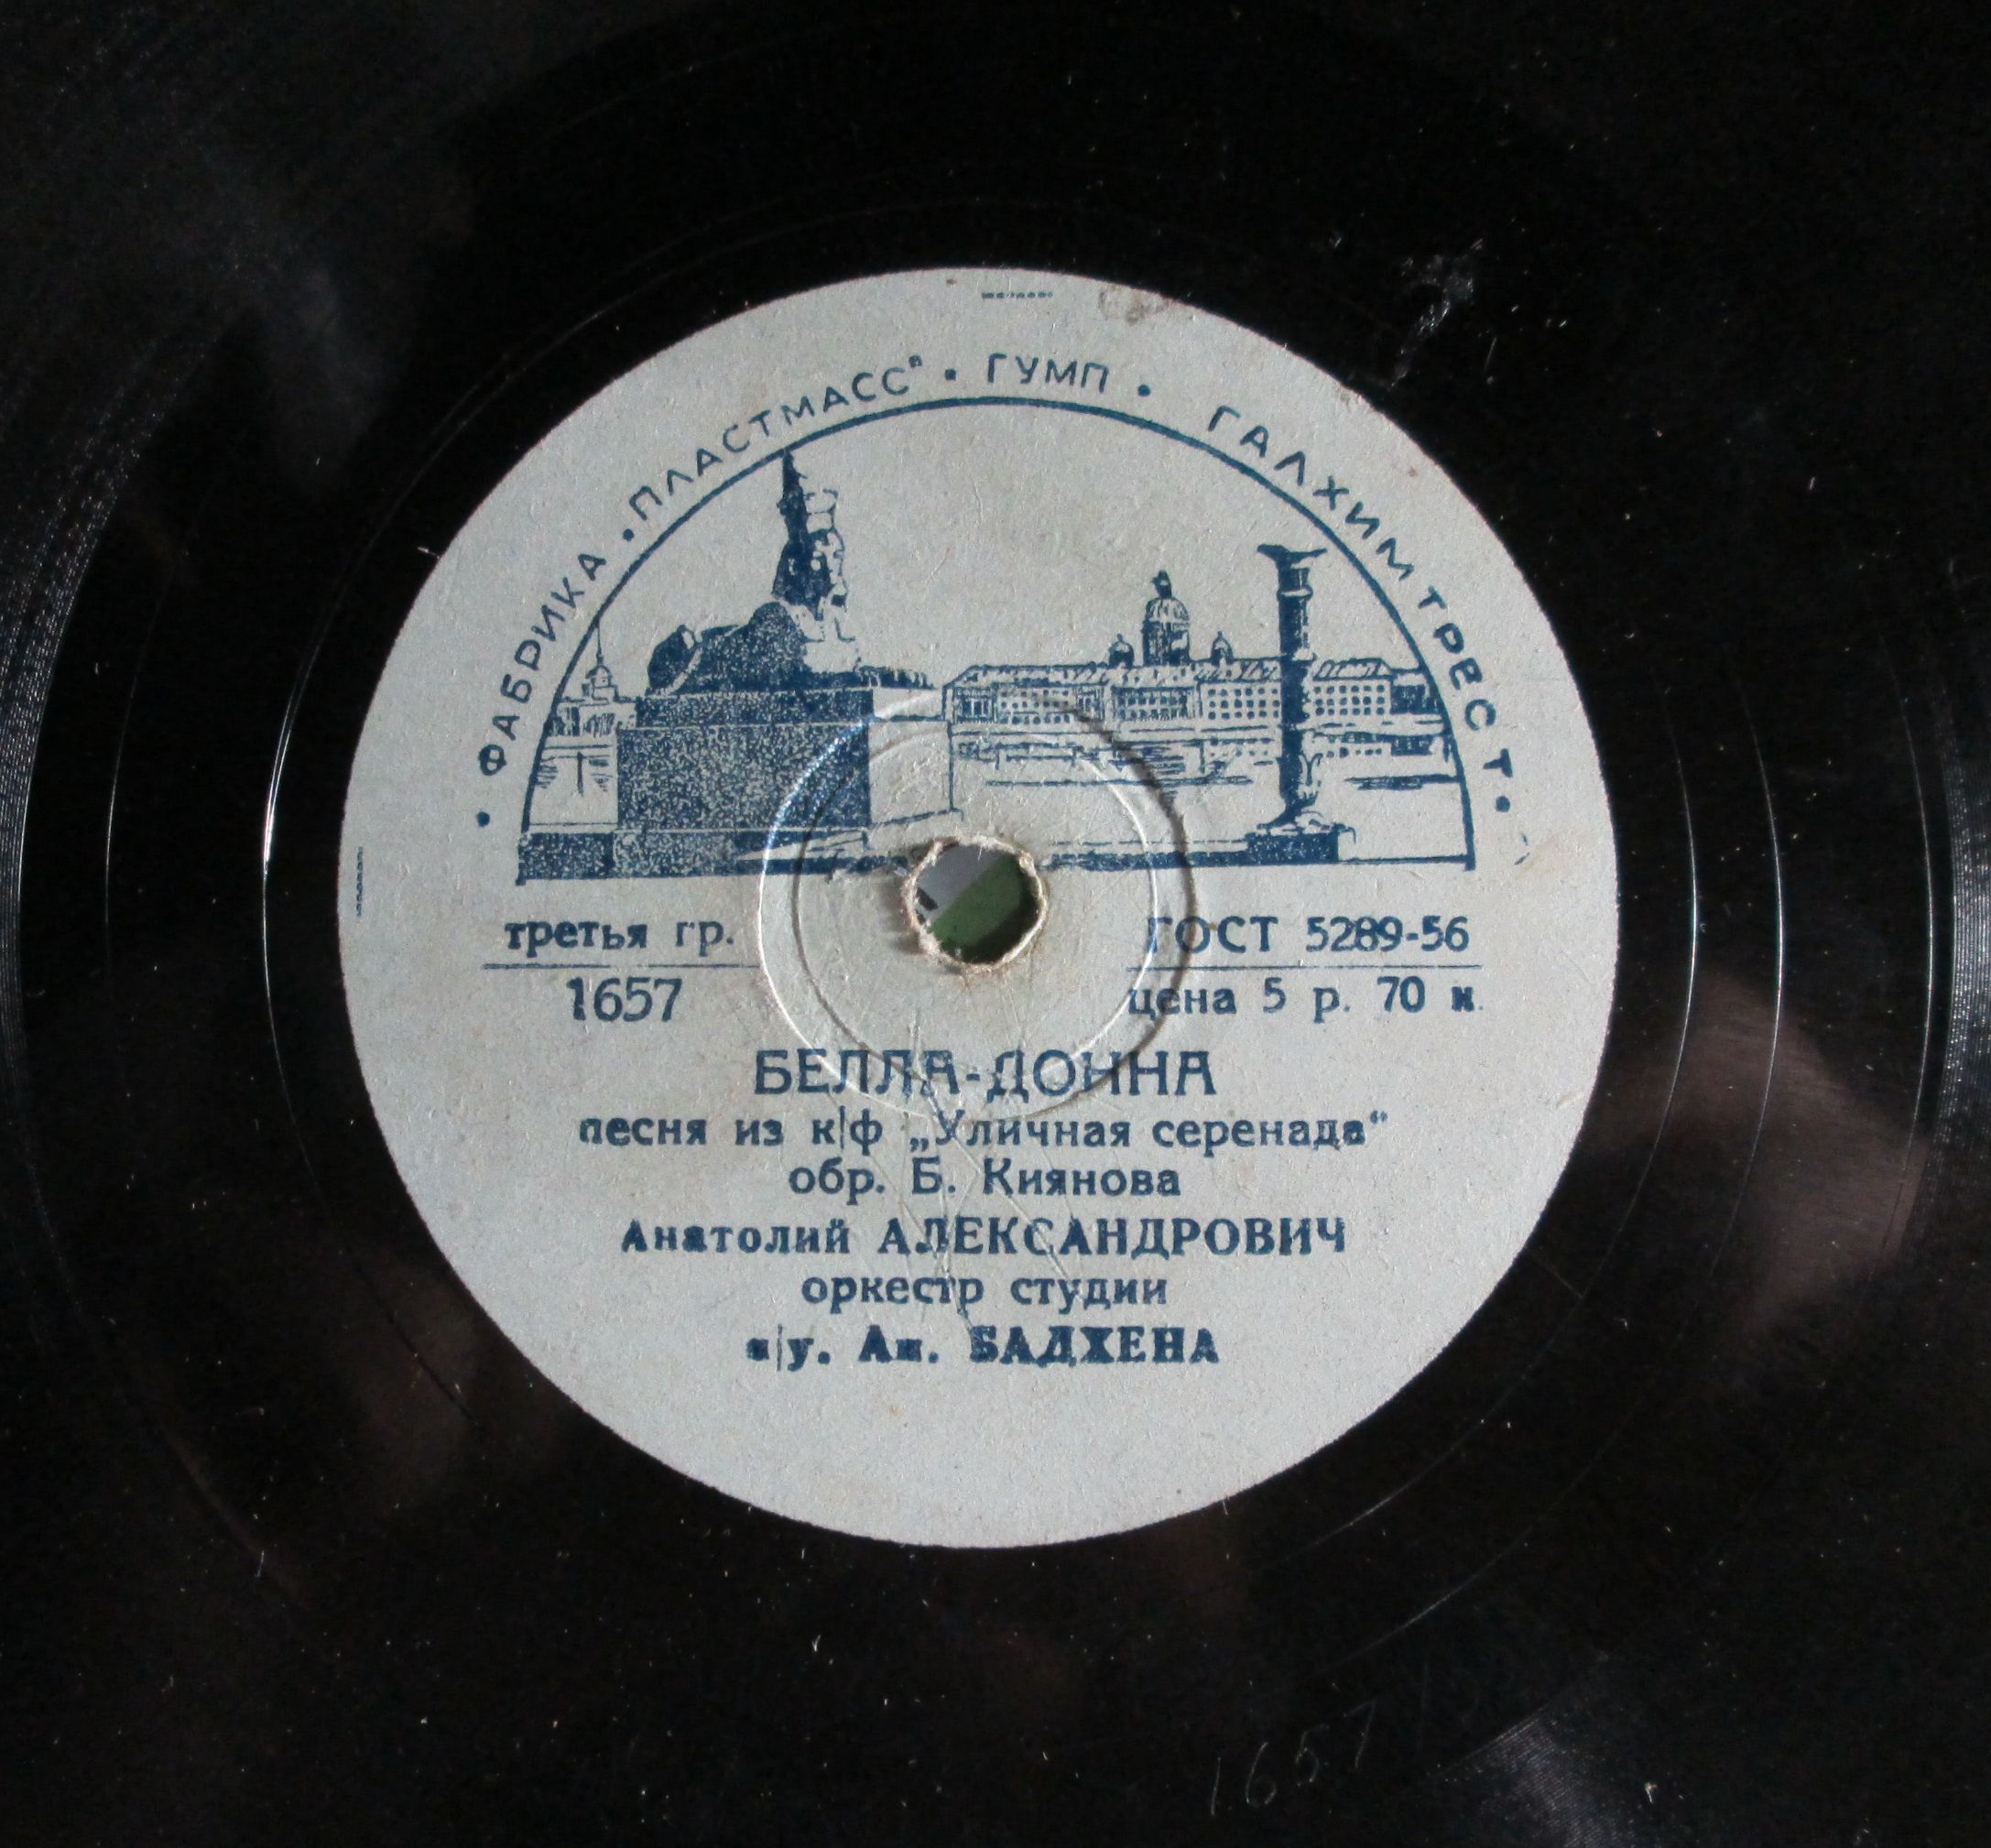 • ФАБРИКА „ПЛАСТМАСС" • ГУМП • ГАЛХИМТРЕСТ •
третья гр.
1657
ГОСТ 5289-56
цена 5 р. 70 к.
БЕЛЛА-ДОННА
песня из к|ф „Уличная серенада“
обр. Б. Киянова
Анатолий АЛЕКСАНДРОВИЧ
оркестр студии
п|у. Ан. БАДХЕНА
1657